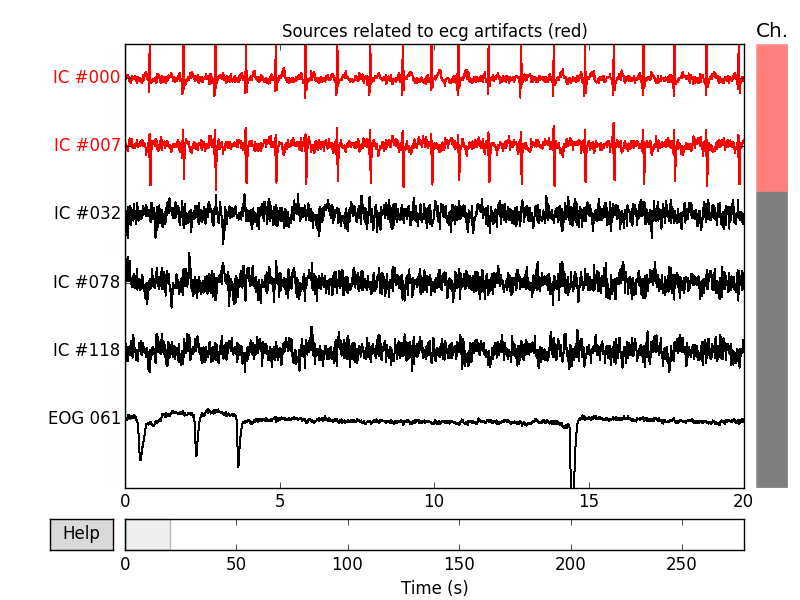 Sources related to ecg artifacts (red)
Ch.
IC #000
IC #007
IC #032
IC #078
IC #118
EOG 061
0 5 10 15 20
Help
0 50 100 150 200 250
Time (s)